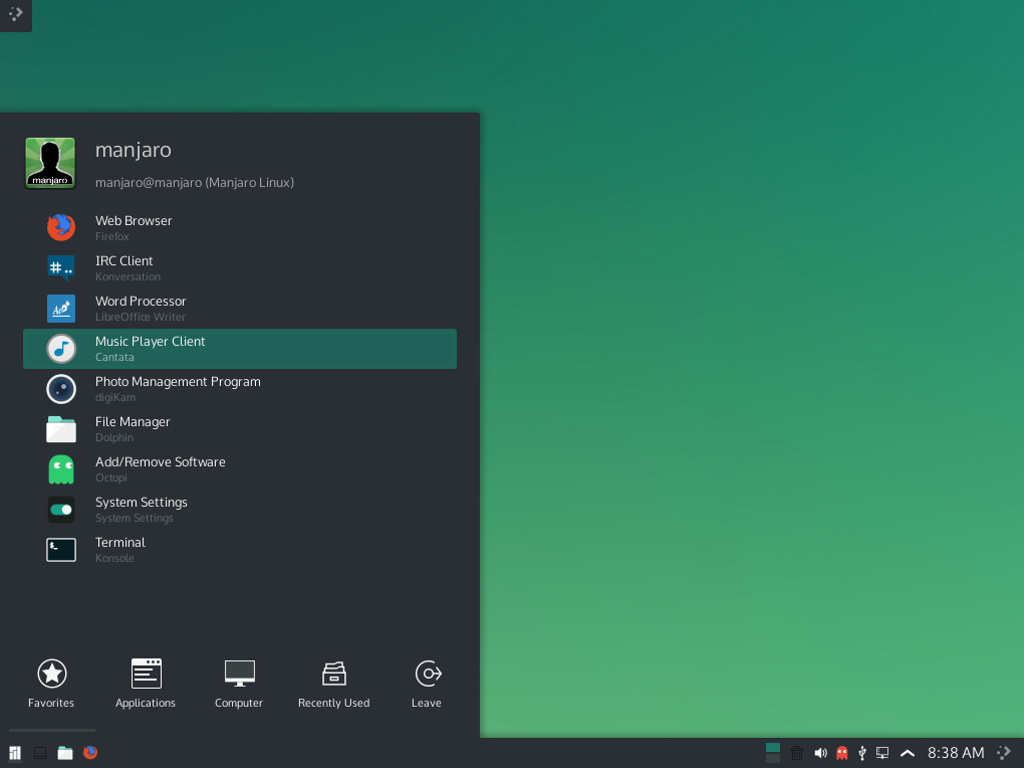 manjaro
manjaro
manjaro@manjaro (Manjaro Linux)
Web Browser
Firefox
IRC Client
Konversation
Word Processor
LibreOffice Writer
Music Player Client
Cantata
Photo Management Program
digiKam
File Manager
Dolphin
Add/Remove Software
Octopi
System Settings
System Settings
Terminal
Konsole
Favorites Applications Computer Recently Used Leave
8:38 AM